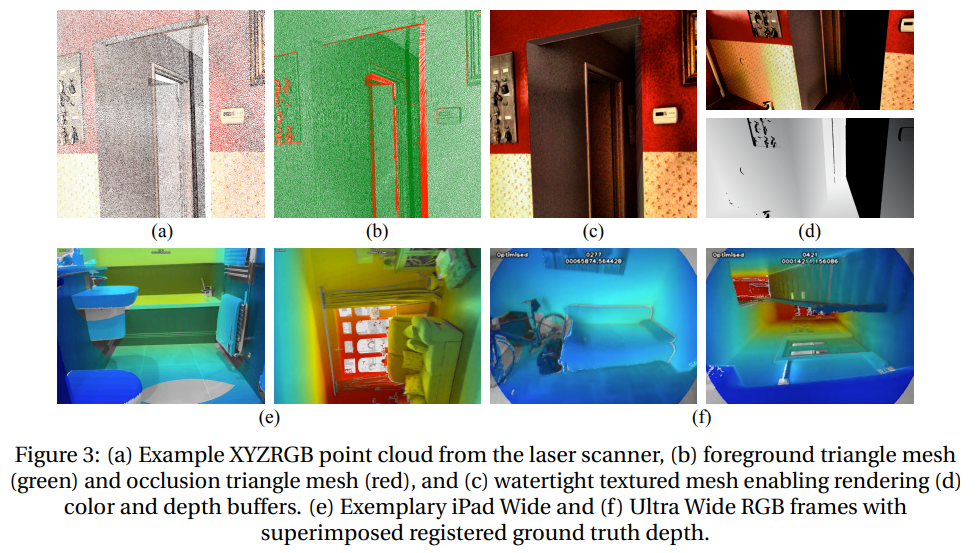 (a)
(b)
(c)
(d)
Optimised
0277
00065874.564428
Optimised
0421
(e)
(f)
Figure 3: (a) Example XYZRGB point cloud from the laser scanner, (b) foreground triangle mesh
(green) and occlusion triangle mesh (red), and (c) watertight textured mesh enabling rendering (d)
color and depth buffers. (e) Exemplary iPad Wide and (f) Ultra Wide RGB frames with
superimposed registered ground truth depth.